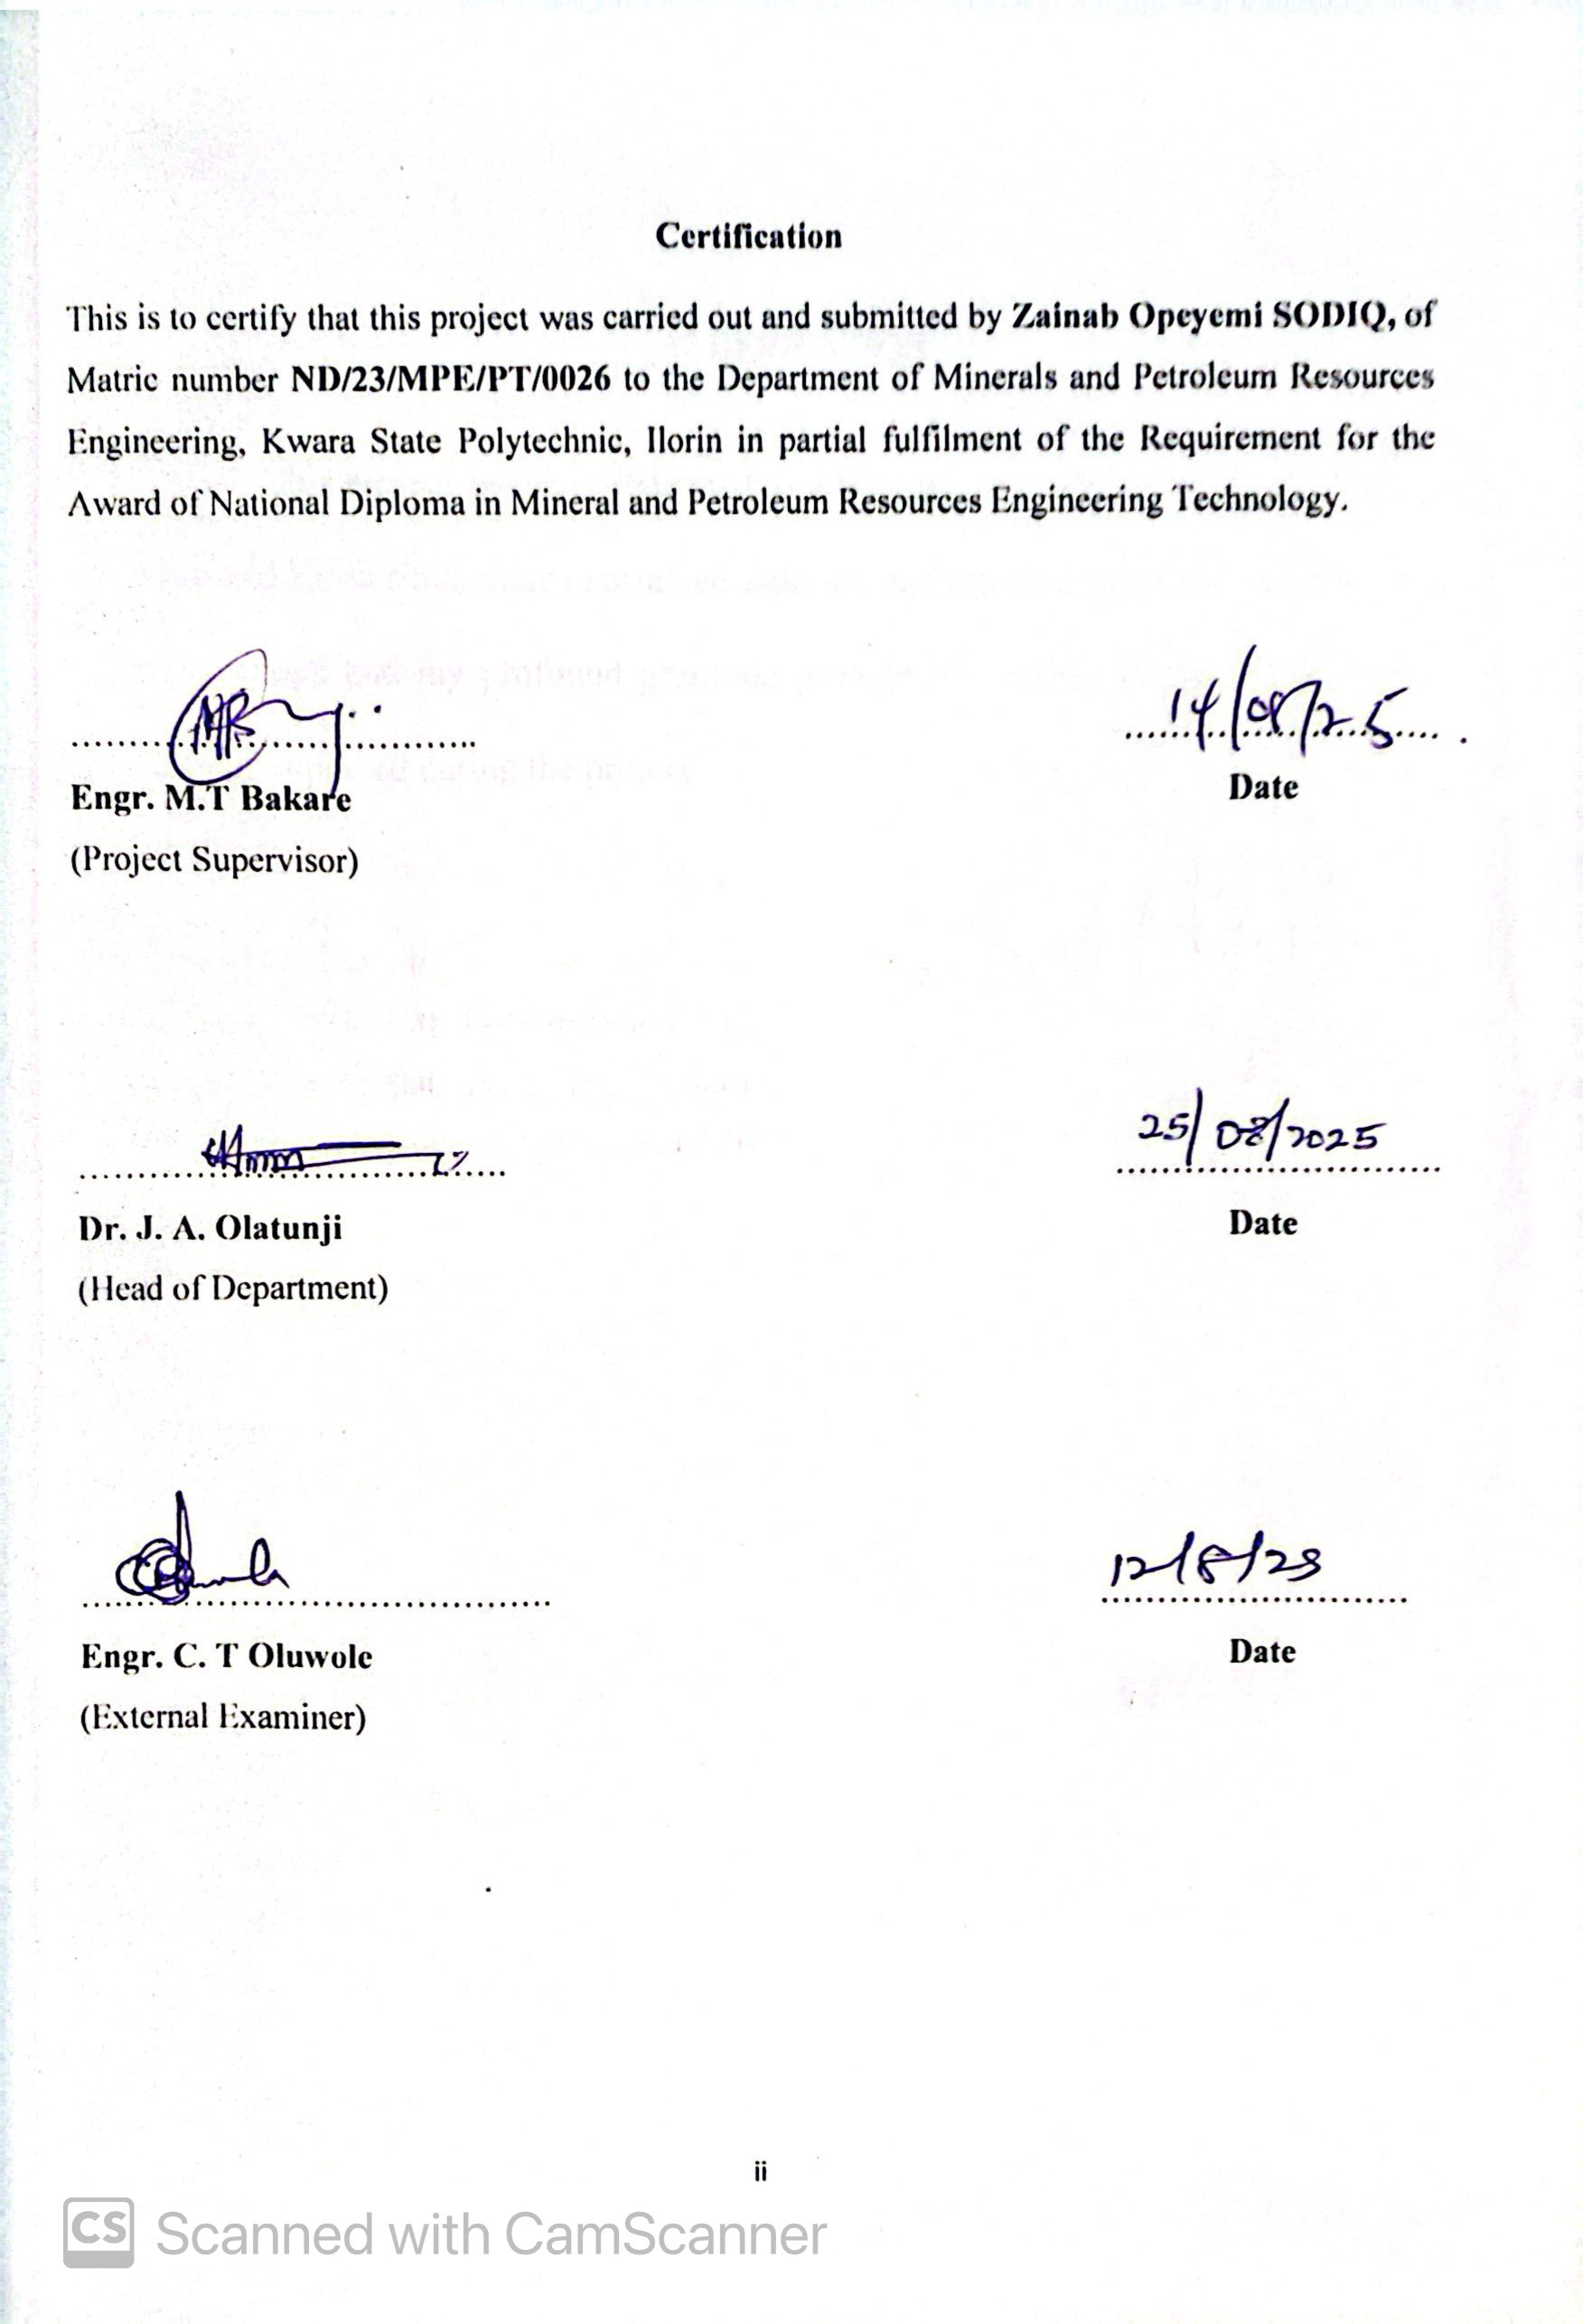 Certification
This is to certify that this project was carried out and submitted by Zainab Opeyemi SODIQ, of
Matric number ND/23/MPE/PT/0026 to the Department of Minerals and Petroleum Resources
Engineering, Kwara State Polytechnic, Ilorin in partial fulfilment of the Requirement for the
Award of National Diploma in Mineral and Petroleum Resources Engineering Technology.
14/08/25
Engr. M.T Bakare Date
(Project Supervisor)
25/08/2025
Dr. J. A. Olatunji Date
(Head of Department)
12/8/25
Engr. C. T Oluwole Date
(External Examiner)
ii
CS Scanned with CamScanner